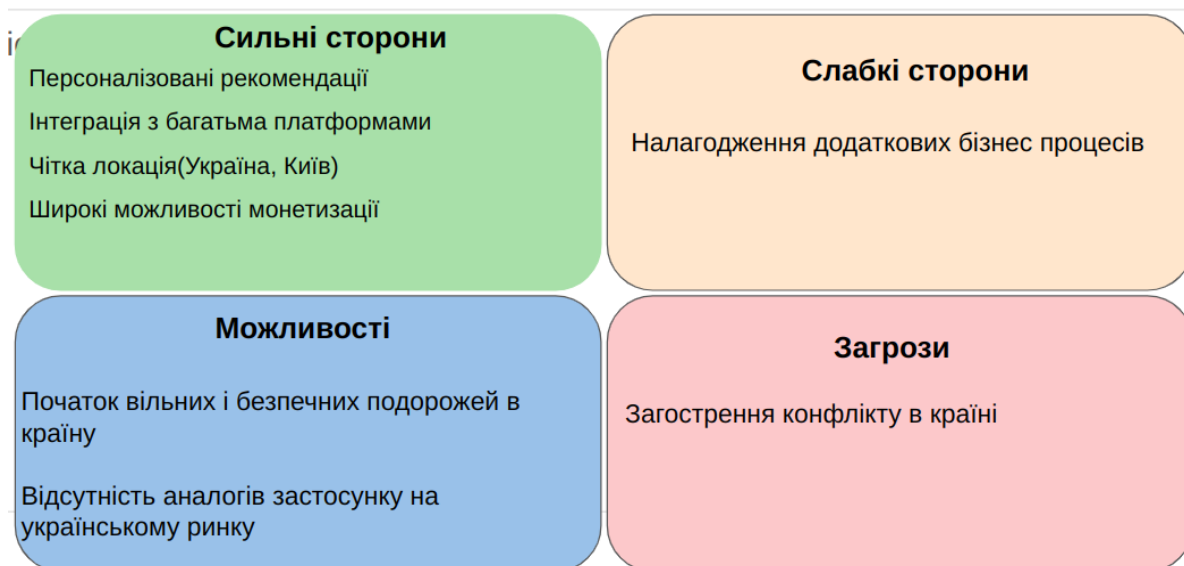 Сильні сторони
Персоналізовані рекомендації
Інтеграція з багатьма платформами
Чітка локація(Україна, Київ)
Широкі можливості монетизації
Слабкі сторони
Налагодження додаткових бізнес процесів
Можливості
Початок вільних і безпечних подорожей в
країну
Відсутність аналогів застосунку на
українському ринку
Загрози
Загострення конфлікту в країні